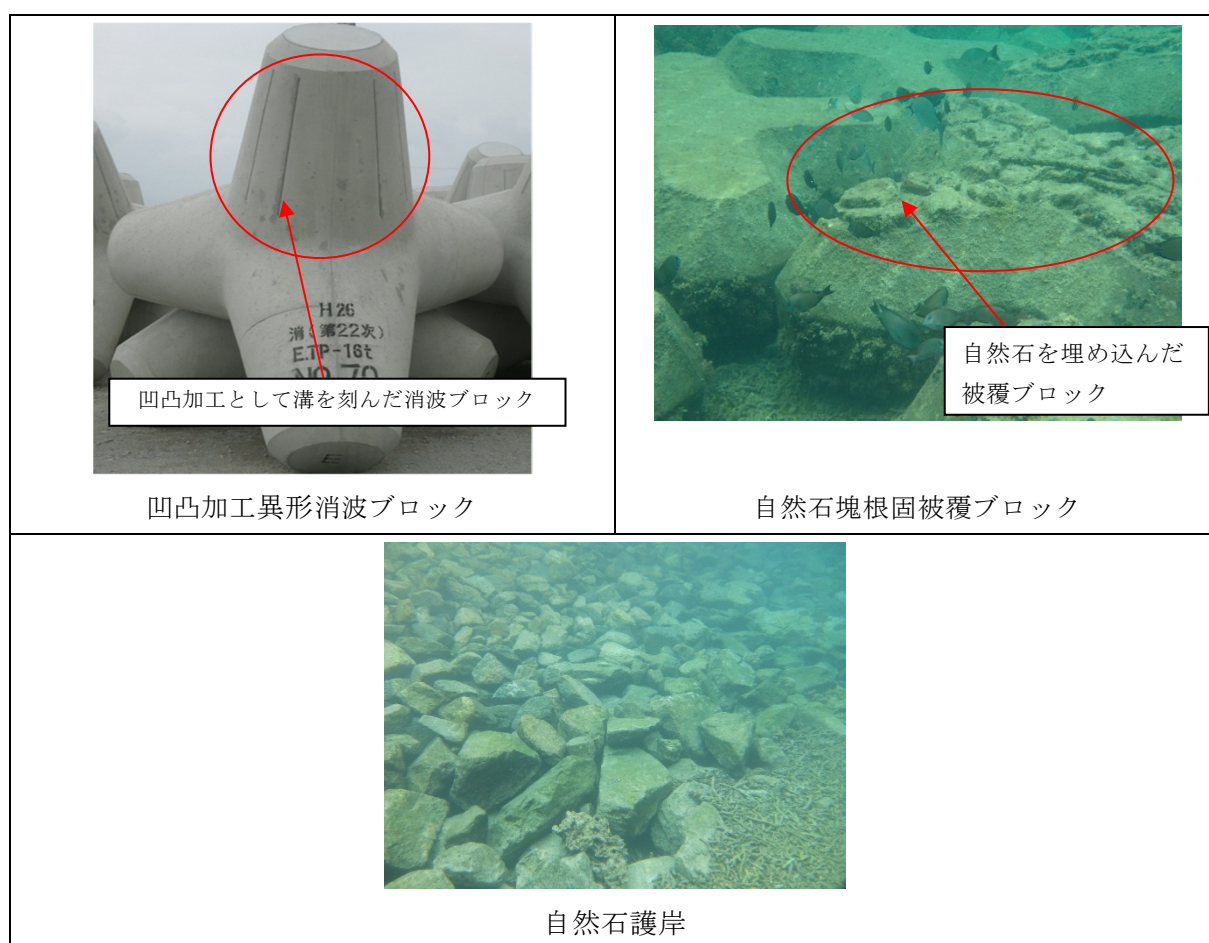 H26
消(第22次)
E.TP-16t
NO.70
凹凸加工として溝を刻んだ消波ブロック
E
自然石を埋め込んだ
被覆ブロック
凹凸加工異形消波ブロック
自然石塊根固被覆ブロック
自然石護岸